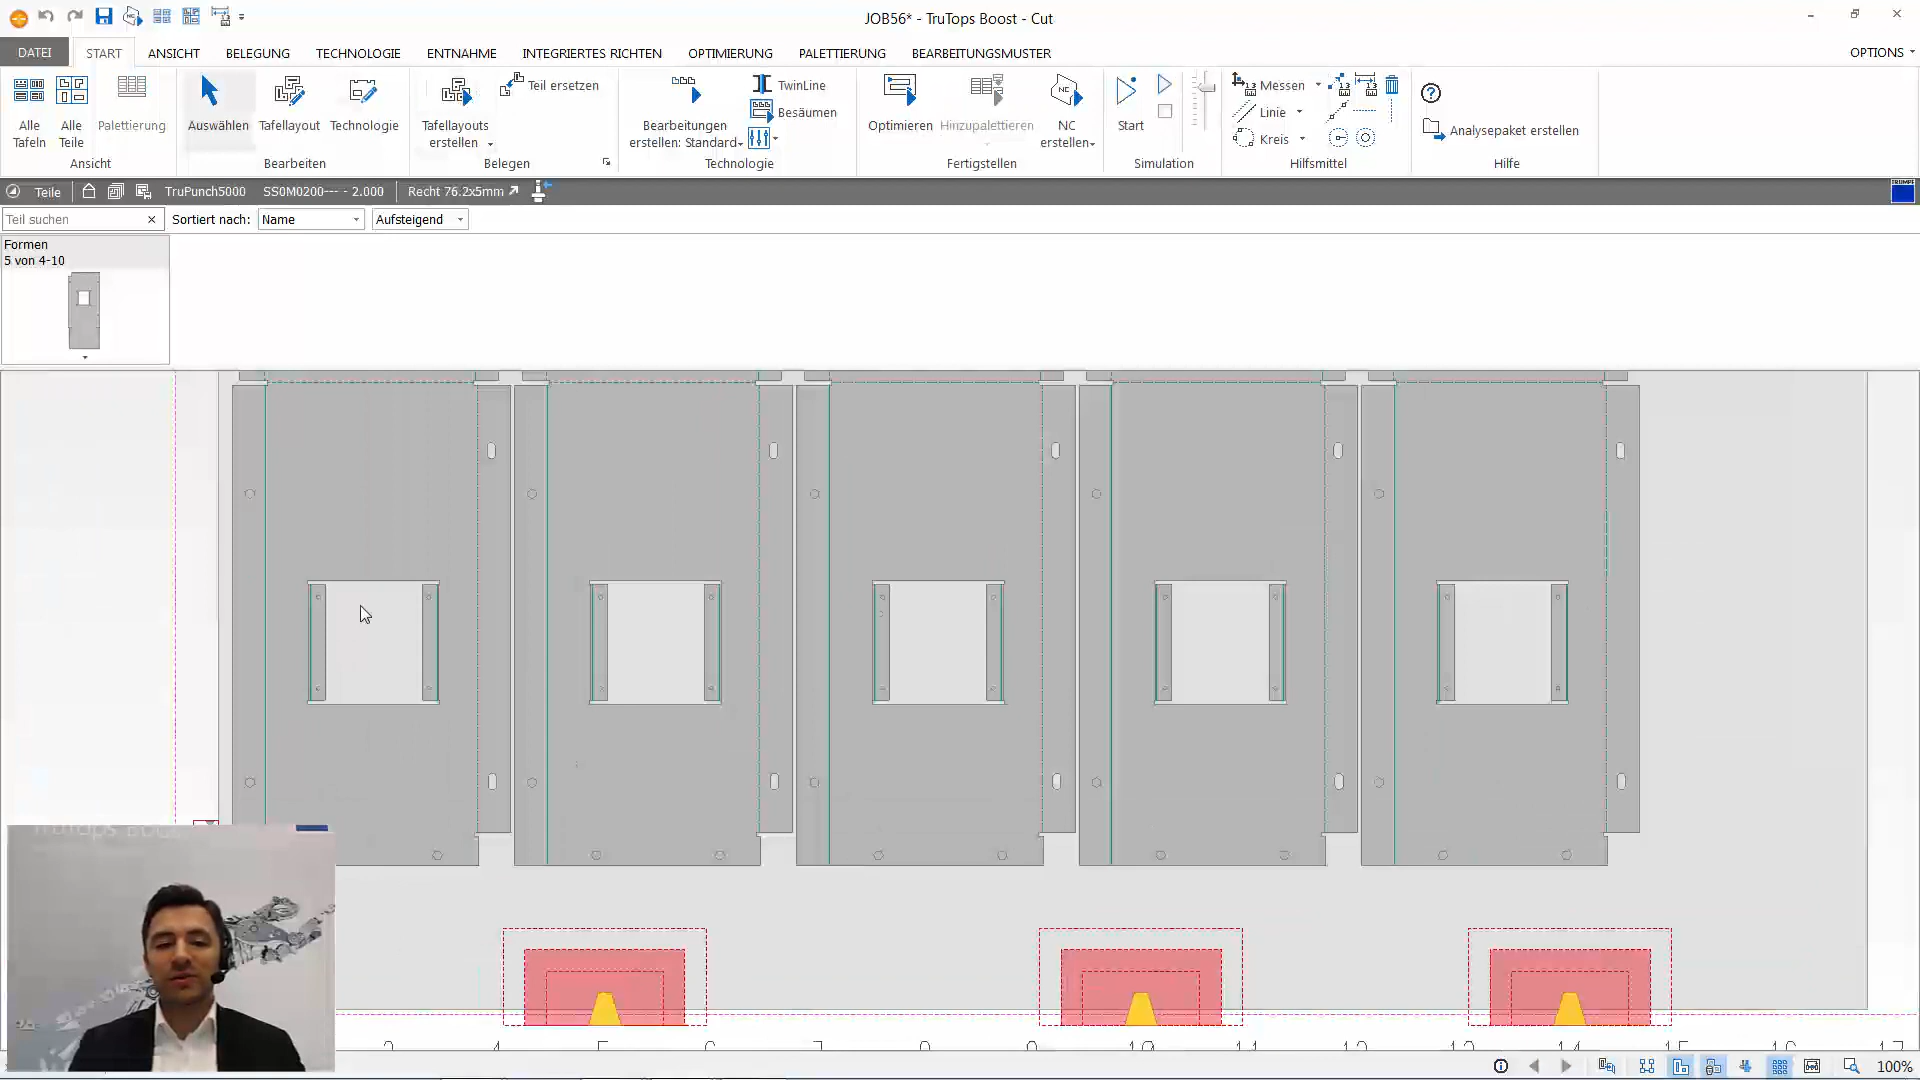 JOB56* - TruTops Boost - Cut
DATEI
START
ANSICHT
BELEGUNG
TECHNOLOGIE
ENTNAHME
INTEGRIERTES RICHTEN
OPTIMIERUNG
PALETTIERUNG
BEARBEITUNGSMUSTER
OPTIONS
Alle Tafeln
Alle Teile
Palettierung
Ansicht
Auswählen
Tafellayout
Technologie
Bearbeiten
Tafellayouts erstellen
Teil ersetzen
Belegen
Bearbeitungen erstellen: Standard
TwinLine
Besäumen
Technologie
Optimieren
Hinzupalettieren
NC erstellen
Fertigstellen
Start
Simulation
Messen
Linie
Kreis
Hilfsmittel
Analysepaket erstellen
Hilfe
Teile
TruPunch5000
SS0M0200--- - 2.000
Recht 76.2x5mm
Teil suchen
Sortiert nach:
Name
Aufsteigend
Formen
5 von 4-10
100%